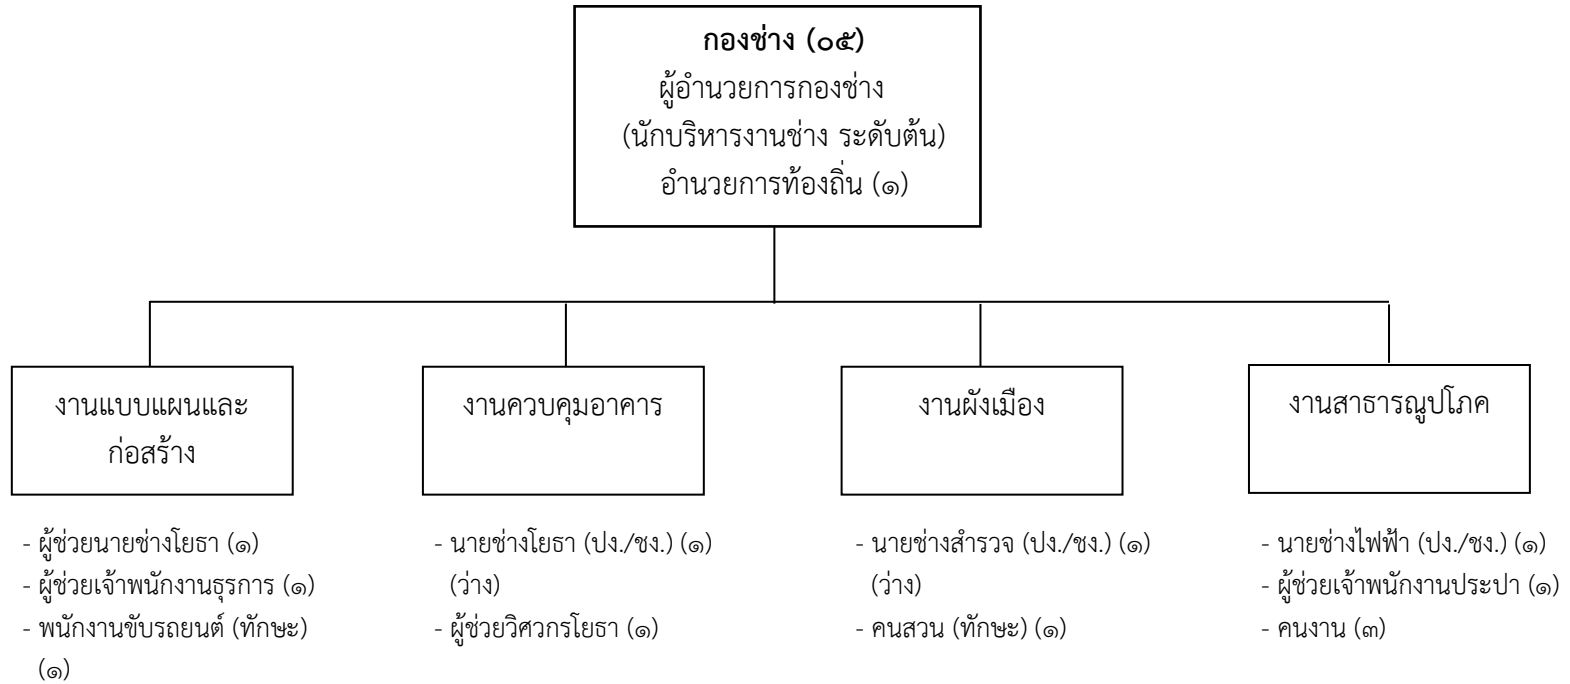 กองช่าง (๐๕)
ผู้อำนวยการกองช่าง
(นักบริหารงานช่าง ระดับต้น)
อำนวยการท้องถิ่น (๑)
งานแบบแผนและ
ก่อสร้าง
- ผู้ช่วยนายช่างโยธา (๑)
- ผู้ช่วยเจ้าพนักงานธุรการ (๑)
- พนักงานขับรถยนต์ (ทักษะ)
(๑)
งานควบคุมอาคาร
- นายช่างโยธา (ปง./ชง.) (๑)
(ว่าง)
- ผู้ช่วยวิศวกรโยธา (๑)
งานผังเมือง
- นายช่างสำรวจ (ปง./ชง.) (๑)
(ว่าง)
- คนสวน (ทักษะ) (๑)
งานสาธารณูปโภค
- นายช่างไฟฟ้า (ปง./ชง.) (๑)
- ผู้ช่วยเจ้าพนักงานประปา (๑)
- คนงาน (๓)